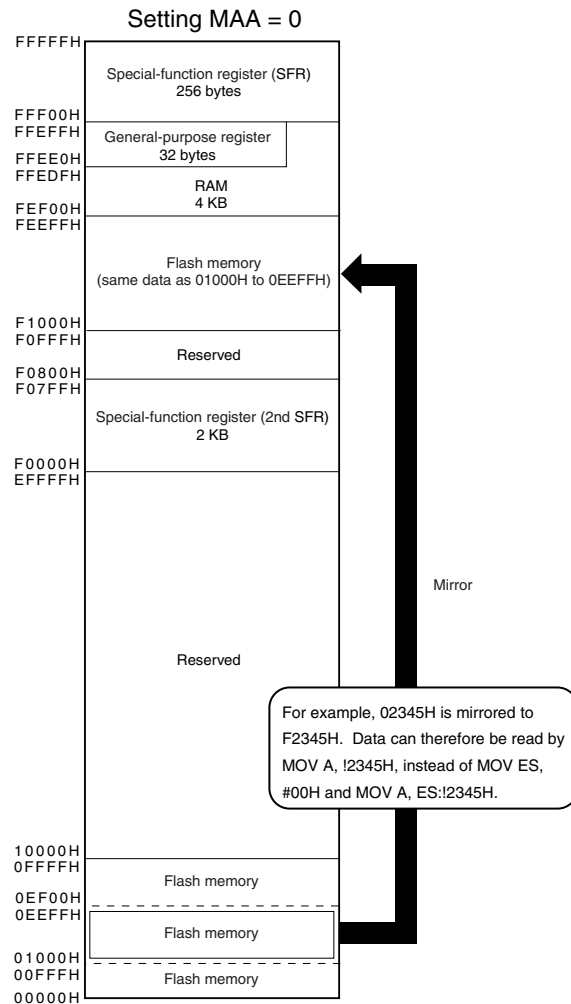 Setting MAA = 0
FFFFFH
Special-function register (SFR)
256 bytes
FFF00H
FFEFFH
General-purpose register
32 bytes
FFEE0H
FFEDFH
RAM
4 KB
FEF00H
FEEFFH
Flash memory
(same data as 01000H to 0EEFFH)
F1000H
F0FFFH
Reserved
F0800H
F07FFH
Special-function register (2nd SFR)
2 KB
F0000H
EFFFFH
Mirror
Reserved
For example, 02345H is mirrored to
F2345H. Data can therefore be read by
MOV A, !2345H, instead of MOV ES,
#00H and MOV A, ES:!2345H.
10000H
0FFFFH
Flash memory
0EF00H
0EEFFH
Flash memory
01000H
00FFFH
Flash memory
00000H